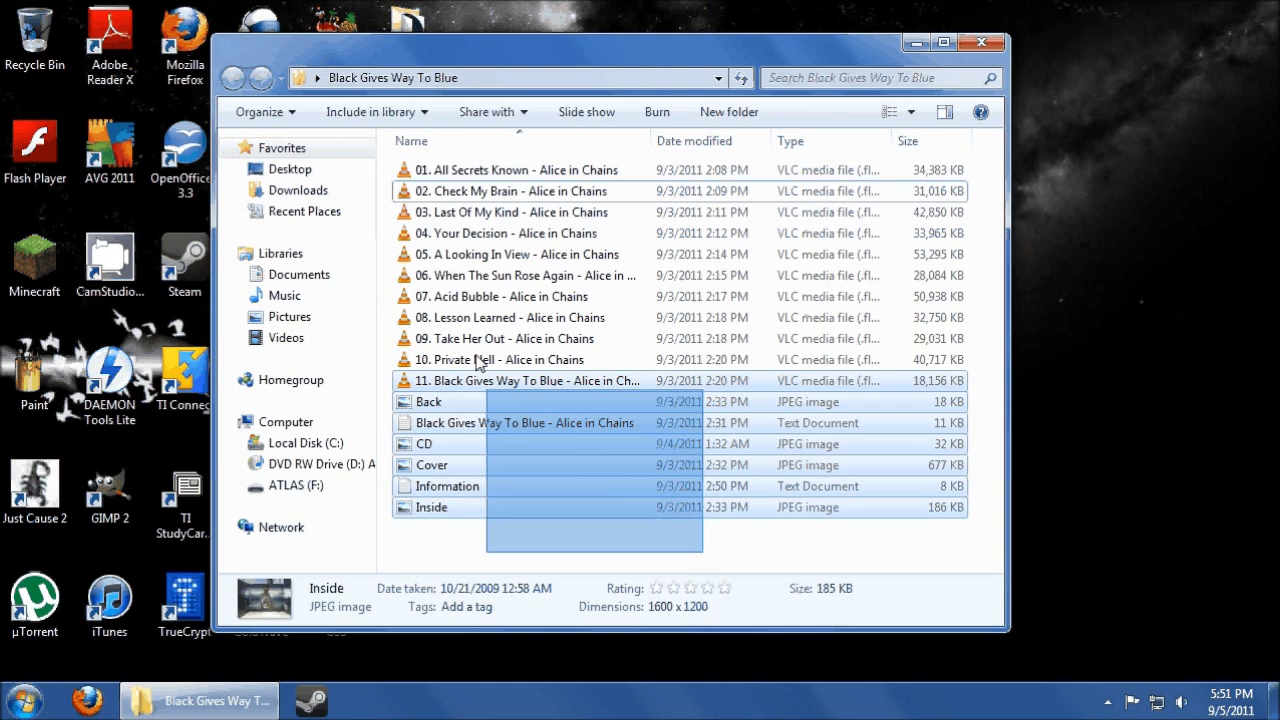 Recycle Bin
Adobe Reader X
Mozilla Firefox
Flash Player
AVG 2011
OpenOffice... 3.3
Minecraft
CamStudio...
Steam
Paint
DAEMON Tools Lite
TI Connec
Just Cause 2
GIMP 2
TI StudyCar...
µTorrent
iTunes
TrueCrypt
Black Gives Way To Blue
Search Black Gives Way To Blue
Organize Include in library Share with Slide show Burn New folder
Favorites
Desktop
Downloads
Recent Places
Libraries
Documents
Music
Pictures
Videos
Homegroup
Computer
Local Disk (C:)
DVD RW Drive (D:) A
ATLAS (F:)
Network
Name Date modified Type Size
01. All Secrets Known - Alice in Chains 9/3/2011 2:08 PM VLC media file (.fl... 34,383 KB
02. Check My Brain - Alice in Chains 9/3/2011 2:09 PM VLC media file (.fl... 31,016 KB
03. Last Of My Kind - Alice in Chains 9/3/2011 2:11 PM VLC media file (.fl... 42,850 KB
04. Your Decision - Alice in Chains 9/3/2011 2:12 PM VLC media file (.fl... 33,965 KB
05. A Looking In View - Alice in Chains 9/3/2011 2:14 PM VLC media file (.fl... 53,295 KB
06. When The Sun Rose Again - Alice in ... 9/3/2011 2:15 PM VLC media file (.fl... 28,084 KB
07. Acid Bubble - Alice in Chains 9/3/2011 2:17 PM VLC media file (.fl... 50,938 KB
08. Lesson Learned - Alice in Chains 9/3/2011 2:18 PM VLC media file (.fl... 32,750 KB
09. Take Her Out - Alice in Chains 9/3/2011 2:18 PM VLC media file (.fl... 29,031 KB
10. Private Hell - Alice in Chains 9/3/2011 2:20 PM VLC media file (.fl... 40,717 KB
11. Black Gives Way To Blue - Alice in Ch... 9/3/2011 2:20 PM VLC media file (.fl... 18,156 KB
Back 9/3/2011 2:33 PM JPEG image 18 KB
Black Gives Way To Blue - Alice in Chains 9/3/2011 2:31 PM Text Document 11 KB
CD 9/4/2011 1:32 AM JPEG image 32 KB
Cover 9/3/2011 2:32 PM JPEG image 677 KB
Information 9/3/2011 2:50 PM Text Document 8 KB
Inside 9/3/2011 2:33 PM JPEG image 186 KB
Inside Date taken: 10/21/2009 12:58 AM Rating: Size: 185 KB
JPEG image Tags: Add a tag Dimensions: 1600 x 1200
Black Gives Way T...
5:51 PM
9/5/2011